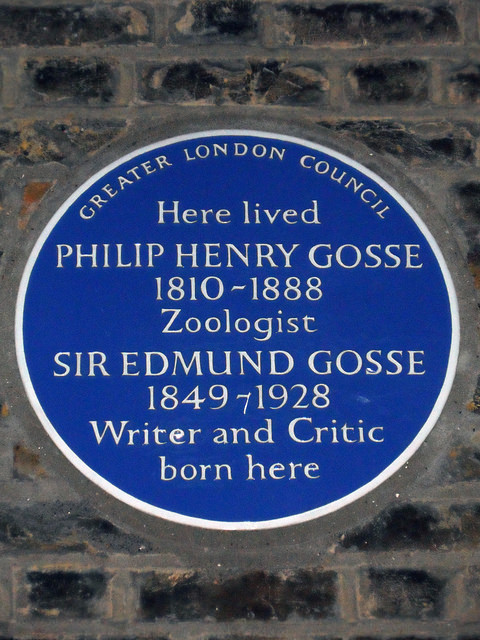 GREATER LONDON COUNCIL
Here lived
PHILIP HENRY GOSSE
1810-1888
Zoologist
SIR EDMUND GOSSE
1849-1928
Writer and Critic
born here